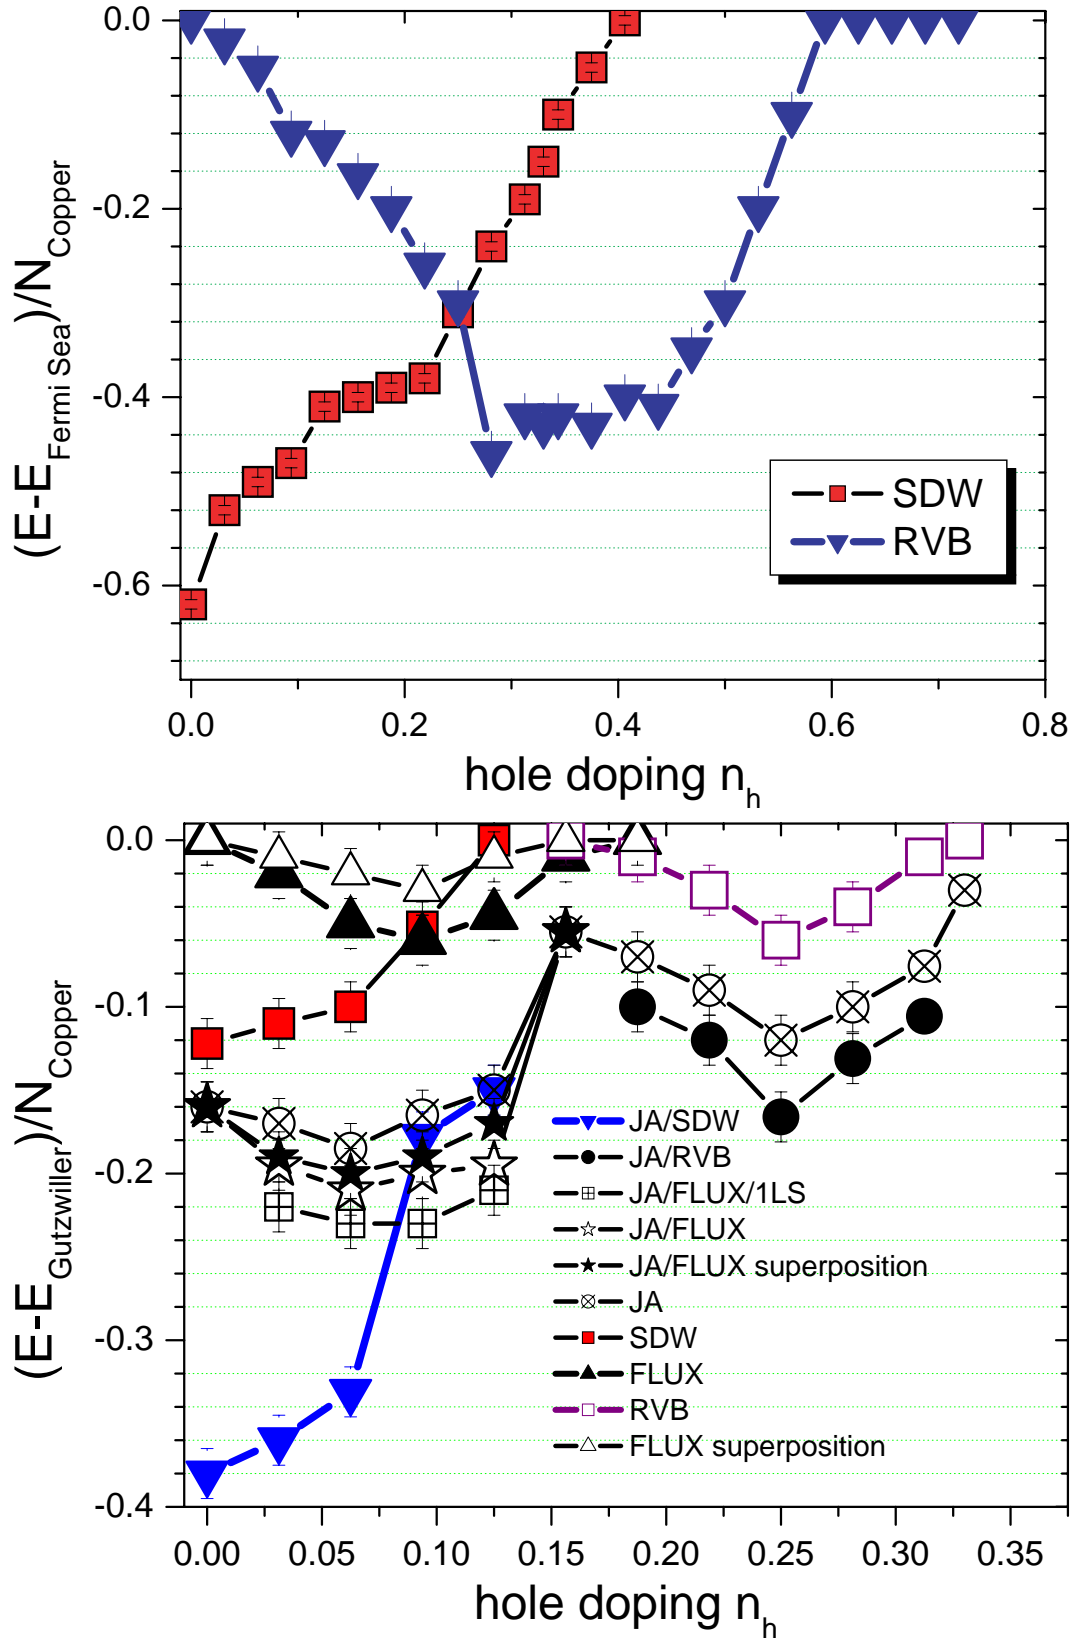 0.0
-0.2
-0.4
-0.6
(E-E_Fermi Sea)/N_Copper
SDW
RVB
0.0 0.2 0.4 0.6 0.8
hole doping n_h
0.0
-0.1
-0.2
-0.3
-0.4
(E-E_Gutzwiller)/N_Copper
JA/SDW
JA/RVB
JA/FLUX/1LS
JA/FLUX
JA/FLUX superposition
JA
SDW
FLUX
RVB
FLUX superposition
0.00 0.05 0.10 0.15 0.20 0.25 0.30 0.35
hole doping n_h